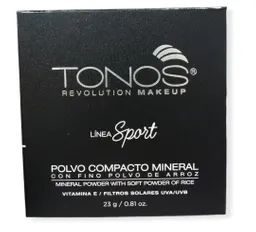 TONOS®
REVOLUTION MAKEUP
LÍNEA Sport
POLVO COMPACTO MINERAL
CON FINO POLVO DE ARROZ
MINERAL POWDER WITH SOFT POWDER OF RICE
VITAMINA E / FILTROS SOLARES UVA/UVB
23 g / 0.81 oz.